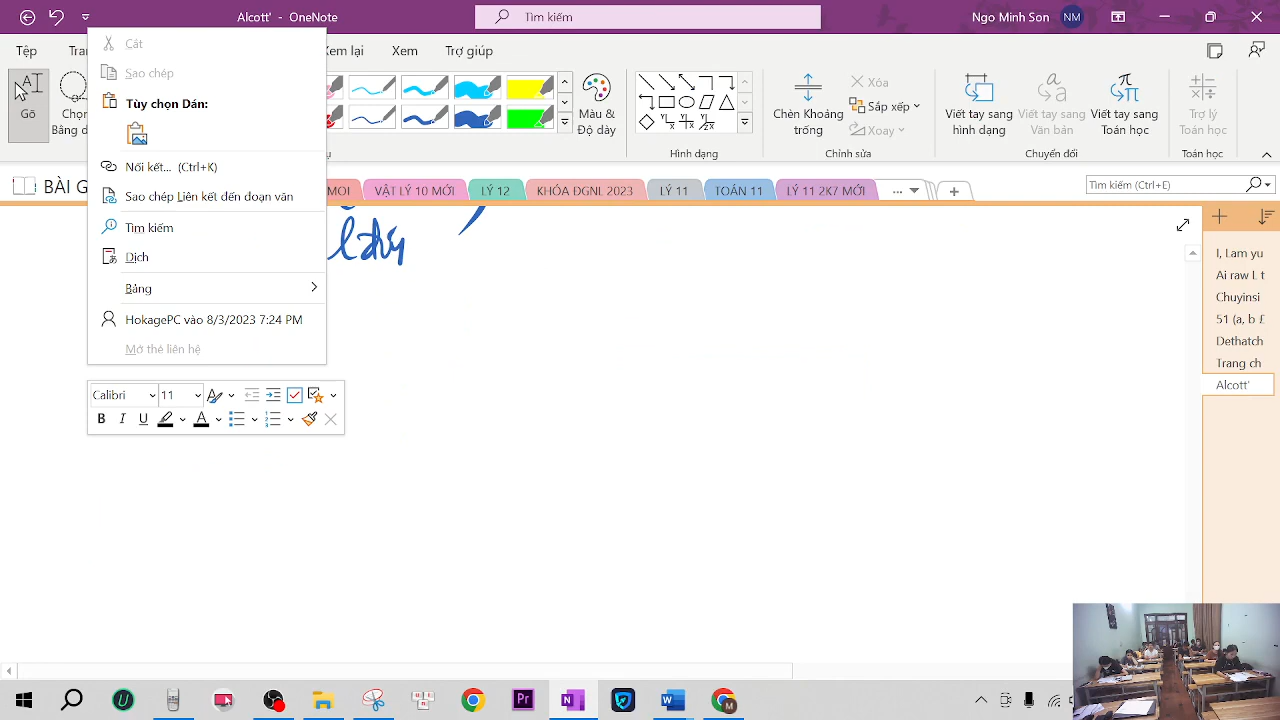 Alcott' - OneNote
Tìm kiếm
Ngo Minh Son
NM
Tệp
Xem lại
Xem
Trợ giúp
Gõ
Màu &
Độ dày
Hình dạng
Chèn Khoảng
trống
Xóa
Sắp xếp
Xoay
Chỉnh sửa
Viết tay sang
hình dạng
Viết tay sang
Văn bản
Viết tay sang
Toán học
Chuyển đổi
Trợ lý
Toán học
Toán học
Cắt
Sao chép
Tùy chọn Dán:
Nối kết... (Ctrl+K)
Sao chép Liên kết đến đoạn văn
Tìm kiếm
Dịch
Bảng
HokagePC vào 8/3/2023 7:24 PM
Mở thẻ liên hệ
Calibri
11
B I U A
BÀI G
MOI
VẬT LÝ 10 MỚI
LÝ 12
KHÓA ĐGNL 2023
LÝ 11
TOÁN 11
LÝ 11 2K7 MỚI
...
Tìm kiếm (Ctrl+E)
I, Lam yu
Ai raw L t
Chuyinsi
51 (a, b £
Dethatch
Trang ch
Alcott'